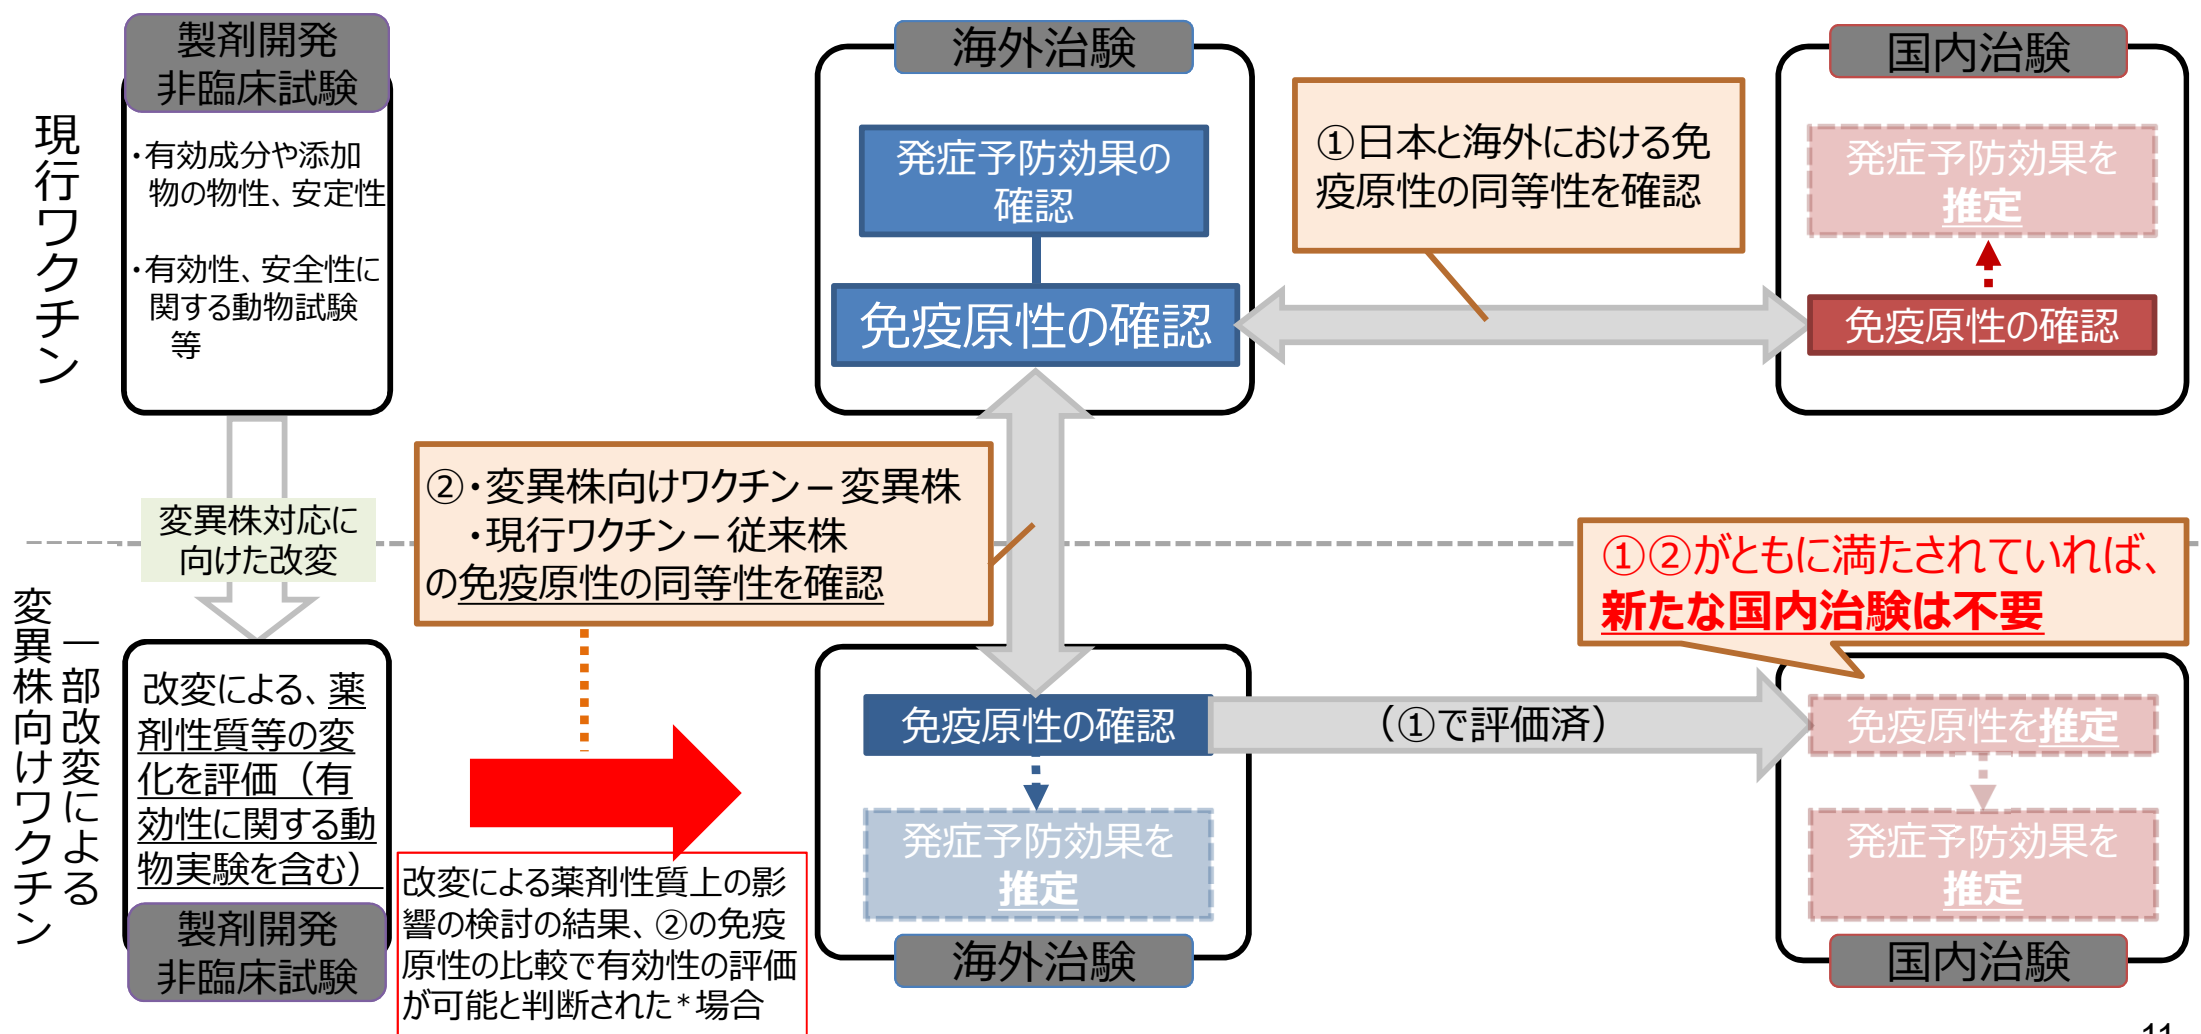 現行ワクチン
製剤開発
非臨床試験
・有効成分や添加
物の物性、安定性
・有効性、安全性に
関する動物試験
等
海外治験
発症予防効果の
確認
免疫原性の確認
①日本と海外における免
疫原性の同等性を確認
国内治験
発症予防効果を
推定
免疫原性の確認
変異株対応に
向けた改変
②・変異株向けワクチン – 変異株
・現行ワクチン – 従来株
の免疫原性の同等性を確認
①②がともに満たされていれば、
新たな国内治験は不要
一部改変による
変異株向けワクチン
改変による、薬
剤性質等の変
化を評価（有
効性に関する動
物実験を含む）
製剤開発
非臨床試験
改変による薬剤性質上の影
響の検討の結果、②の免疫
原性の比較で有効性の評価
が可能と判断された*場合
免疫原性の確認
発症予防効果を
推定
海外治験
（①で評価済）
免疫原性を推定
発症予防効果を
推定
国内治験
11